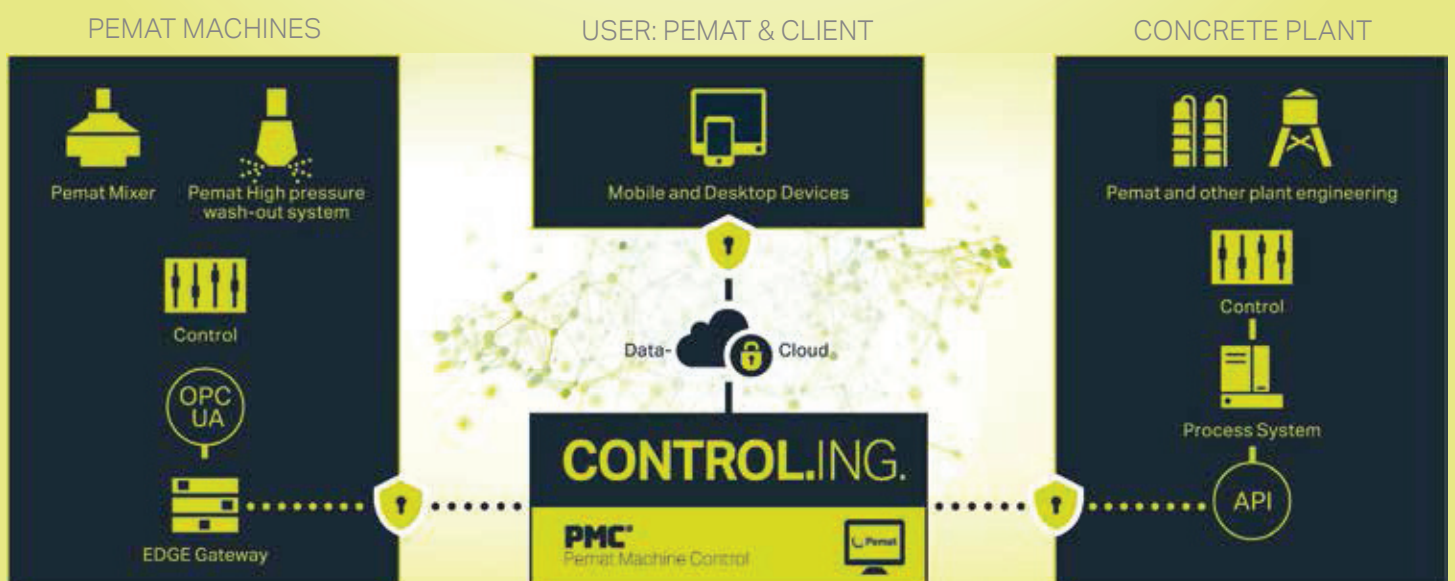 PEMAT MACHINES
USER: PEMAT & CLIENT
CONCRETE PLANT
Pemat Mixer
Pemat High pressure
wash-out system
Control
OPC
UA
EDGE Gateway
Mobile and Desktop Devices
Data-
Cloud
CONTROL.ING.
PMC®
Pemat Machine Control
Pemat
Pemat and other plant engineering
Control
Process System
API